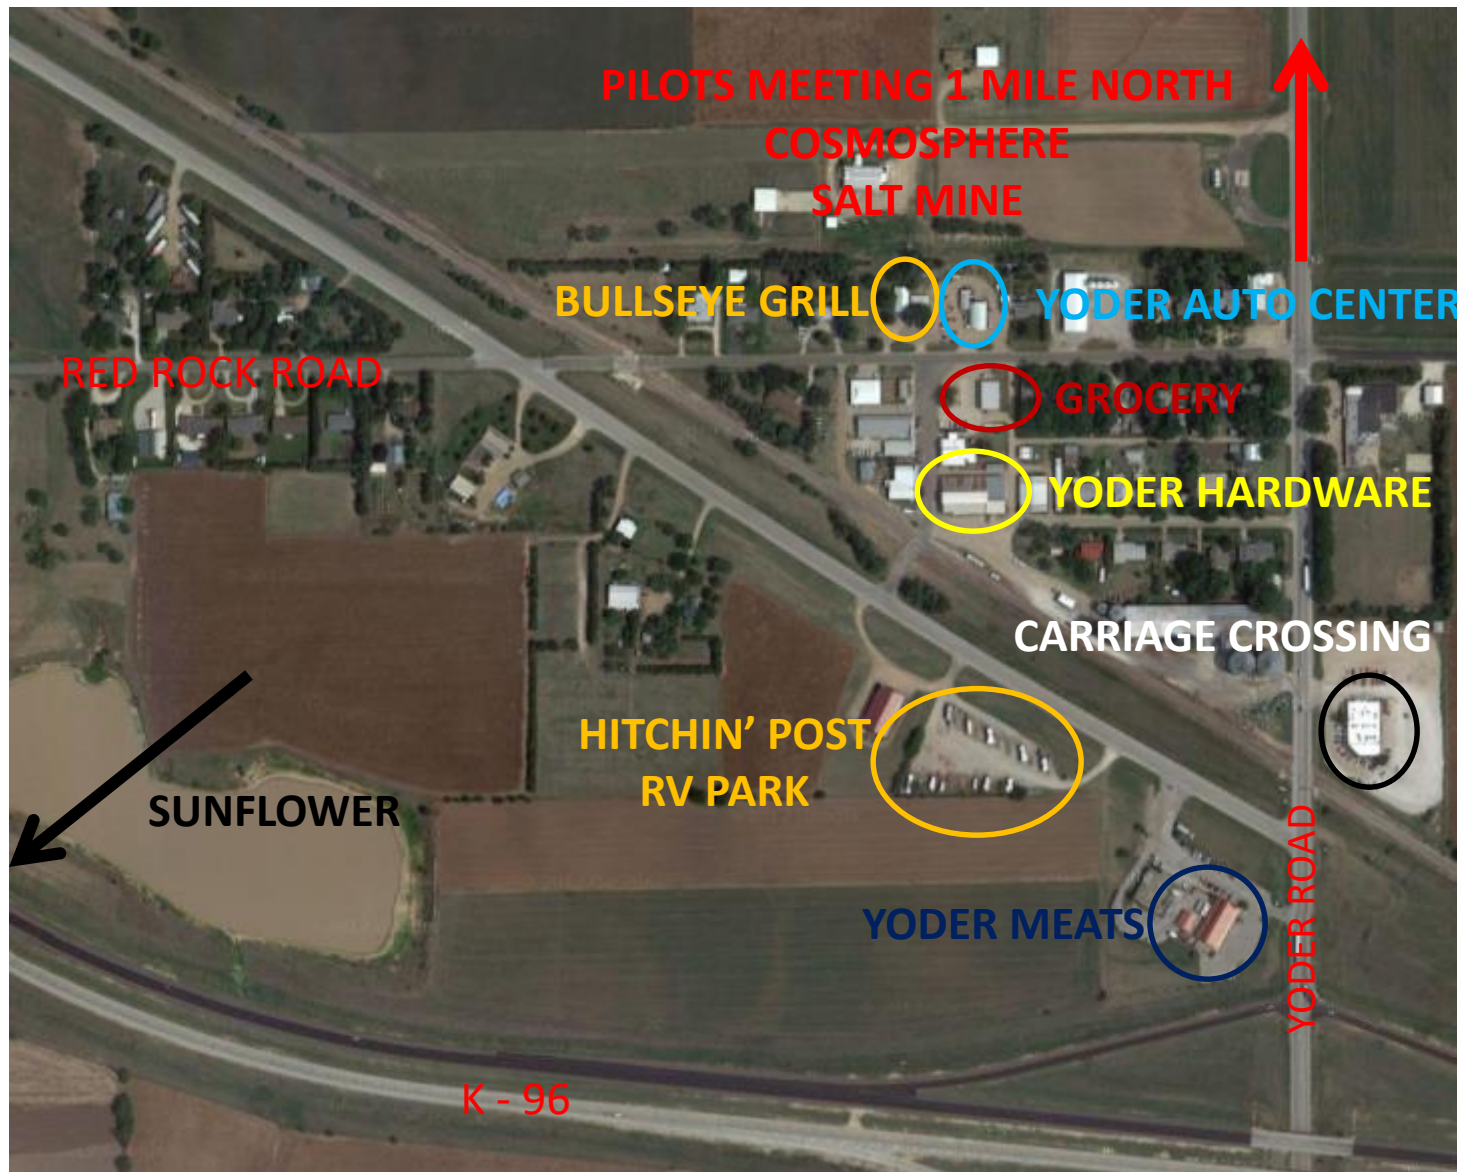 PILOTS MEETING 1 MILE NORTH
COSMOSPHERE
SALT MINE
BULLSEYE GRILL
YODER AUTO CENTER
RED ROCK ROAD
GROCERY
YODER HARDWARE
CARRIAGE CROSSING
HITCHIN’ POST
RV PARK
SUNFLOWER
YODER ROAD
YODER MEATS
K - 96